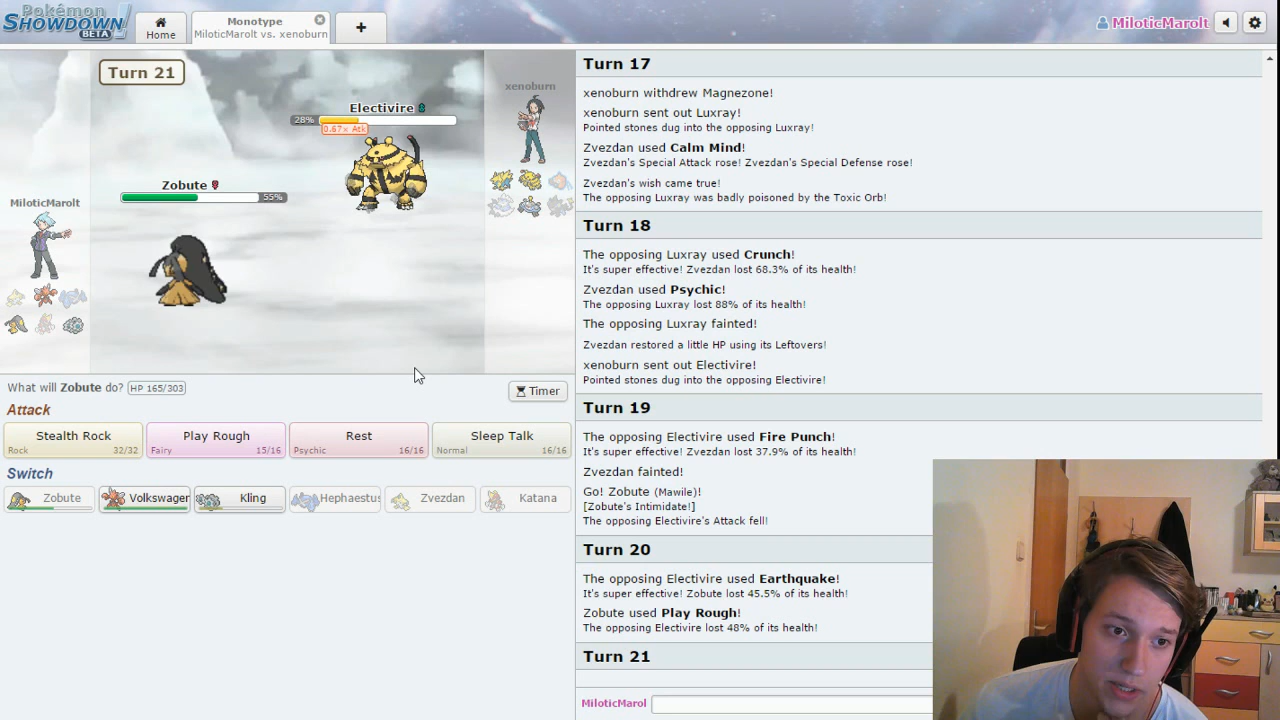 Pokémon
SHOWDOWN!
BETA
Home
Monotype
MiloticMarolt vs. xenoburn
+
MiloticMarolt
Turn 21
xenoburn
Electivire
28%
0.67× Atk
Zobute
55%
MiloticMarolt
What will Zobute do? HP 165/303
Timer
Attack
Stealth Rock
Rock 32/32
Play Rough
Fairy 15/16
Rest
Psychic 16/16
Sleep Talk
Normal 16/16
Switch
Zobute
Volkswager
Kling
Hephaestus
Zvezdan
Katana
Turn 17
xenoburn withdrew Magnezone!
xenoburn sent out Luxray!
Pointed stones dug into the opposing Luxray!
Zvezdan used Calm Mind!
Zvezdan's Special Attack rose! Zvezdan's Special Defense rose!
Zvezdan's wish came true!
The opposing Luxray was badly poisoned by the Toxic Orb!
Turn 18
The opposing Luxray used Crunch!
It's super effective! Zvezdan lost 68.3% of its health!
Zvezdan used Psychic!
The opposing Luxray lost 88% of its health!
The opposing Luxray fainted!
Zvezdan restored a little HP using its Leftovers!
xenoburn sent out Electivire!
Pointed stones dug into the opposing Electivire!
Turn 19
The opposing Electivire used Fire Punch!
It's super effective! Zvezdan lost 37.9% of its health!
Zvezdan fainted!
Go! Zobute (Mawile)!
[Zobute's Intimidate!]
The opposing Electivire's Attack fell!
Turn 20
The opposing Electivire used Earthquake!
It's super effective! Zobute lost 45.5% of its health!
Zobute used Play Rough!
The opposing Electivire lost 48% of its health!
Turn 21
MiloticMarol